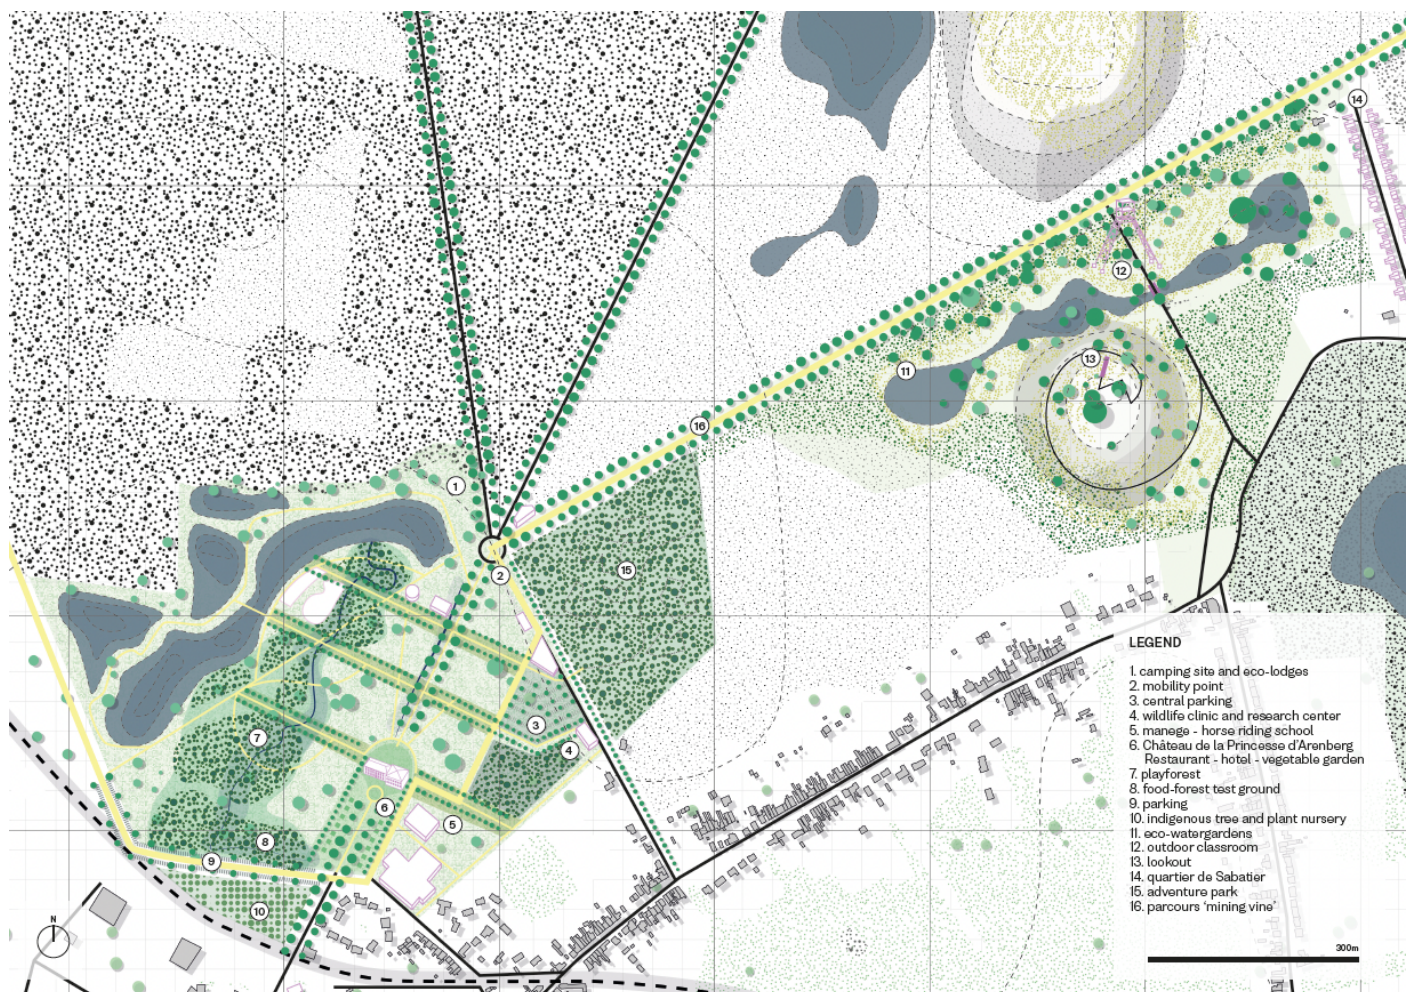 14
12
13
11
16
1
2
15
3
4
7
6
5
8
9
10
N
LEGEND
1. camping site and eco-lodges
2. mobility point
3. central parking
4. wildlife clinic and research center
5. manege - horse riding school
6. Château de la Princesse d'Arenberg
Restaurant - hotel - vegetable garden
7. playforest
8. food-forest test ground
9. parking
10. indigenous tree and plant nursery
11. eco-watergardens
12. outdoor classroom
13. lookout
14. quartier de Sabatier
15. adventure park
16. parcours 'mining vine'
300m